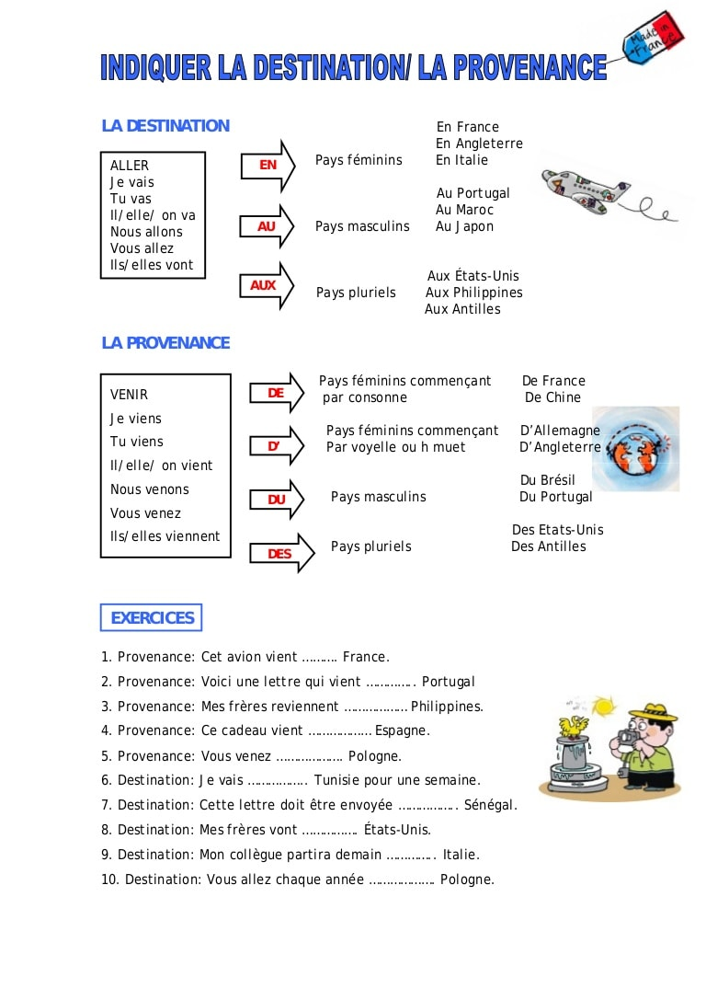 Made in
France
INDIQUER LA DESTINATION/ LA PROVENANCE
LA DESTINATION
ALLER
Je vais
Tu vas
Il/ elle/ on va
Nous allons
Vous allez
Ils/ elles vont
EN
Pays féminins
En France
En Angleterre
En Italie
AU
Pays masculins
Au Portugal
Au Maroc
Au Japon
AUX
Pays pluriels
Aux États-Unis
Aux Philippines
Aux Antilles
LA PROVENANCE
VENIR
Je viens
Tu viens
Il/ elle/ on vient
Nous venons
Vous venez
Ils/ elles viennent
DE
Pays féminins commençant
par consonne
De France
De Chine
D'
Pays féminins commençant
Par voyelle ou h muet
D'Allemagne
D'Angleterre
DU
Pays masculins
Du Brésil
Du Portugal
DES
Pays pluriels
Des Etats-Unis
Des Antilles
EXERCICES
1. Provenance: Cet avion vient .......... France.
2. Provenance: Voici une lettre qui vient .............. Portugal
3. Provenance: Mes frères reviennent .................. Philippines.
4. Provenance: Ce cadeau vient .................. Espagne.
5. Provenance: Vous venez ................... Pologne.
6. Destination: Je vais ................. Tunisie pour une semaine.
7. Destination: Cette lettre doit être envoyée ................. Sénégal.
8. Destination: Mes frères vont ................ États-Unis.
9. Destination: Mon collègue partira demain .............. Italie.
10. Destination: Vous allez chaque année ................... Pologne.